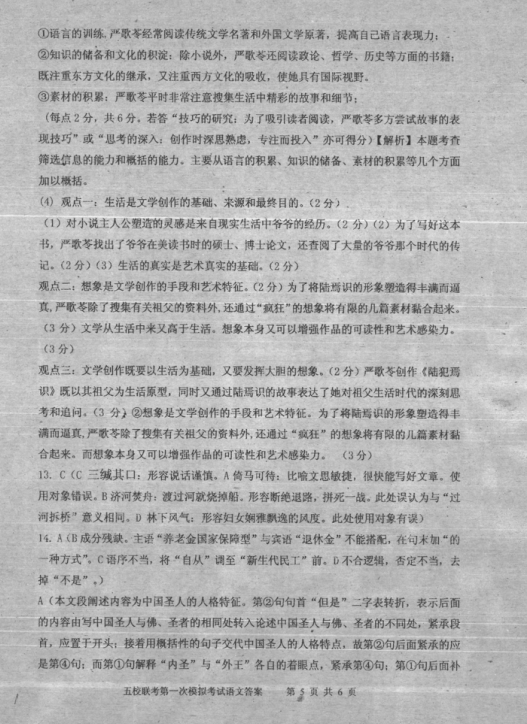 ①语言的训练,严歌苓经常阅读传统文学名著和外国文学原著,提高自己语言表现力;
②知识的储备和文化的积淀:除小说外,严歌苓还阅读政论、哲学、历史等方面的书籍;
既注重东方文化的继承,又注重西方文化的吸收,使她具有国际视野。
③素材的积累:严歌苓平时非常注意搜集生活中精彩的故事和细节;
(每点2分,共6分,若答“技巧的研究:为了吸引读者阅读,严歌苓多方尝试故事的表
现技巧”或“思考的深入:创作时深思熟虑,专注而投入”亦可得分)【解析】本题考查
筛选信息的能力和概括的能力。主要从语言的积累、知识的储备、素材的积累等几个方面
加以概括。
(4) 观点一:生活是文学创作的基础、来源和最终目的。(2分)
(1)对小说主人公塑造的灵感是来自现实生活中爷爷的经历。(2分)(2)为了写好这本
书,严歌苓找出了爷爷在美读书时的硕士、博士论文,还查阅了大量的爷爷那个时代的传
记。(2分)(3)生活的真实是艺术真实的基础。(2分)
观点二:想象是文学创作的手段和艺术特征。(2分)为了将陆焉识的形象塑造得丰满而逼
真,严歌苓除了搜集有关祖父的资料外,还通过“疯狂”的想象将有限的几篇素材黏合起来。
(3分)文学从生活中来又高于生活。想象本身又可以增强作品的可读性和艺术感染力。
(3分)
观点三:文学创作既要以生活为基础,又要发挥大胆的想象。(2分)严歌苓创作《陆犯焉
识》既以其祖父为生活原型,同时又通过陆焉识的故事表达了她对祖父生活时代的深刻思
考和追问。(3分)②想象是文学创作的手段和艺术特征。为了将陆焉识的形象塑造得丰
满而逼真,严歌苓除了搜集有关祖父的资料外,还通过“疯狂”的想象将有限的几篇素材黏
合起来。而想象本身又可以增强作品的可读性和艺术感染力。 (3分)
13. C(C 三缄其口:形容说话谨慎。A 倚马可待:比喻文思敏捷,很快能写好文章。使
用对象错误。B 济河焚舟:渡过河就烧掉船。形容断绝退路,拼死一战。此处误认为与“过
河拆桥”意义相同。D 林下风气:形容妇女娴雅飘逸的风度。此处使用对象有误)
14. A(B 成分残缺。主语“养老金国家保障型”与宾语“退休金”不能搭配,在句末加“的
一种方式”。C 语序不当,将“自从”调至“新生代民工”前。D 不合逻辑,否定不当,去
掉“不是”。)
A(本文段阐述内容为中国圣人的人格特征。第②句句首“但是”二字表转折,表示后面
的内容由写中国圣人与佛、圣者的相同处转入论述中国圣人与佛、圣者的不同处,紧承段
首,应置于开头;接着用概括性的句子交代中国圣人的人格特点,故第②句后面紧承的应
是第④句;而第①句解释“内圣”与“外王”各自的着眼点,紧承第④句;第①句后面补
五校联考第一次模拟考试语文答案 第 5 页 共 6 页